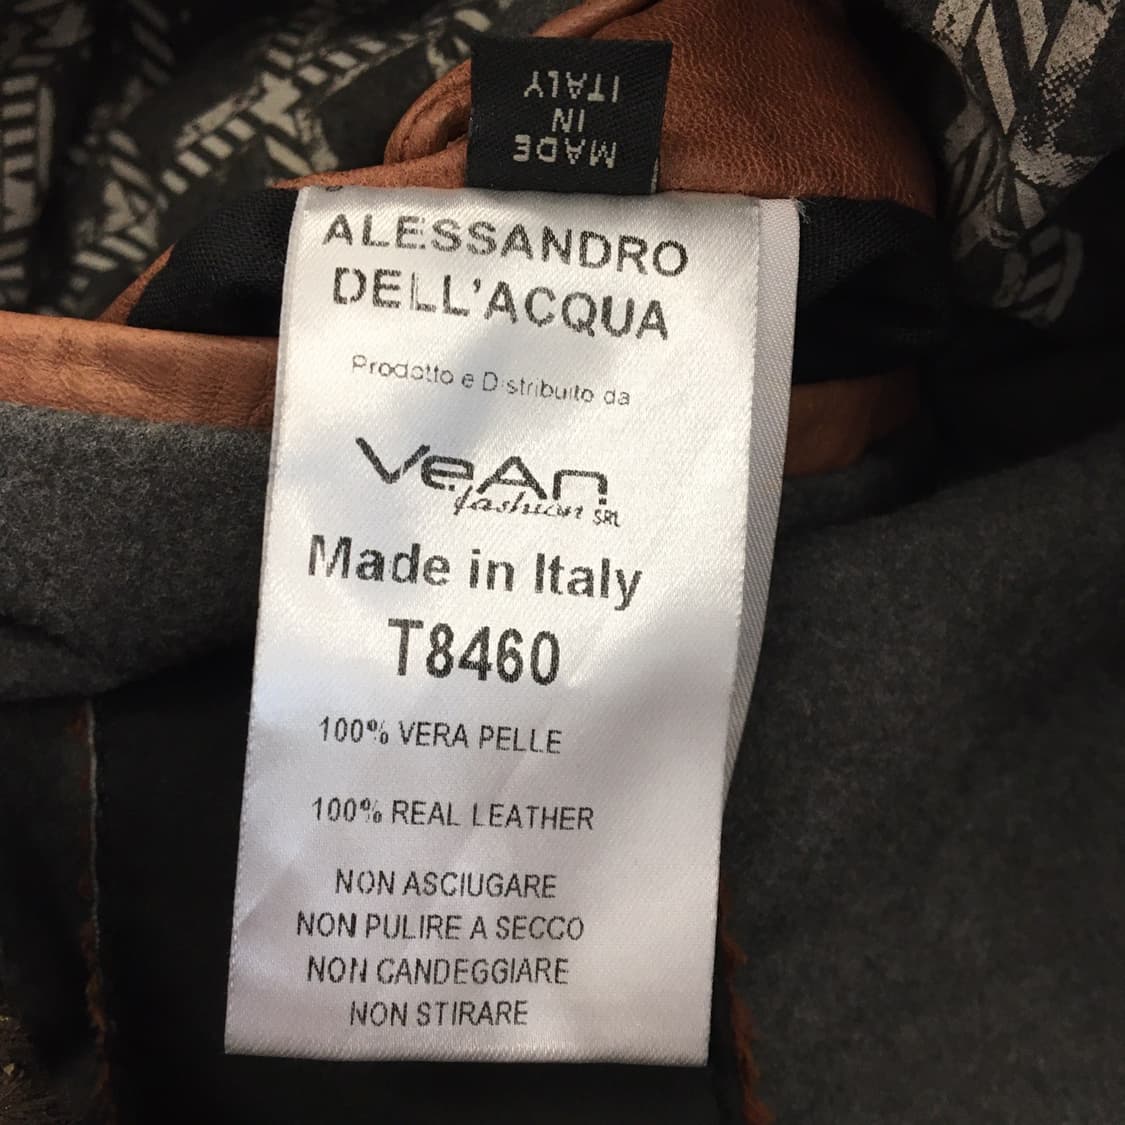 MADE
IN
ITALY
ALESSANDRO
DELL'ACQUA
Prodotto e Distribuito da
VeAn
fashion SRL
Made in Italy
T8460
100% VERA PELLE
100% REAL LEATHER
NON ASCIUGARE
NON PULIRE A SECCO
NON CANDEGGIARE
NON STIRARE